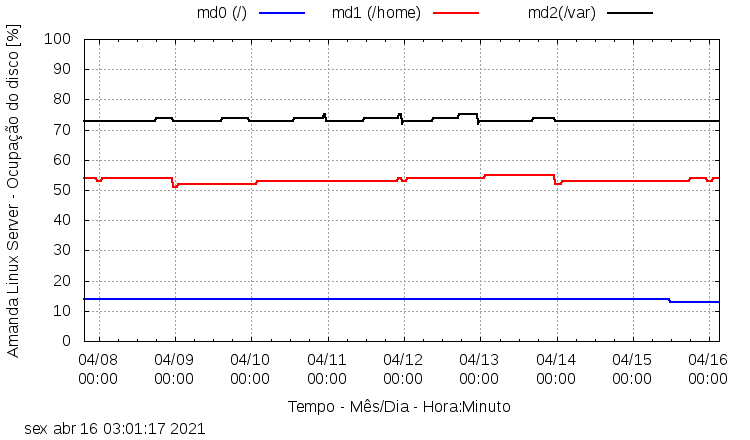 md0 (/) md1 (/home) md2(/var)
Amanda Linux Server - Ocupação do disco [%]
100
90
80
70
60
50
40
30
20
10
0
04/08 04/09 04/10 04/11 04/12 04/13 04/14 04/15 04/16
00:00 00:00 00:00 00:00 00:00 00:00 00:00 00:00 00:00
Tempo - Mês/Dia - Hora:Minuto
sex abr 16 03:01:17 2021